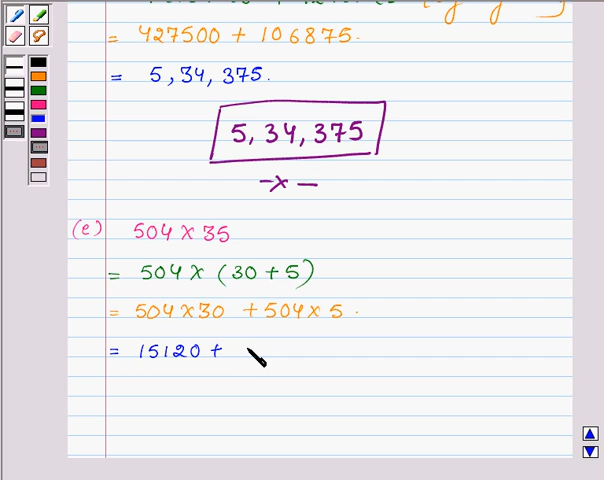 = 427500 + 106875.
= 5,34,375.
5,34,375
-x-
(e) 504 × 35
= 504 × (30 + 5)
= 504 × 30 + 504 × 5.
= 15120 +